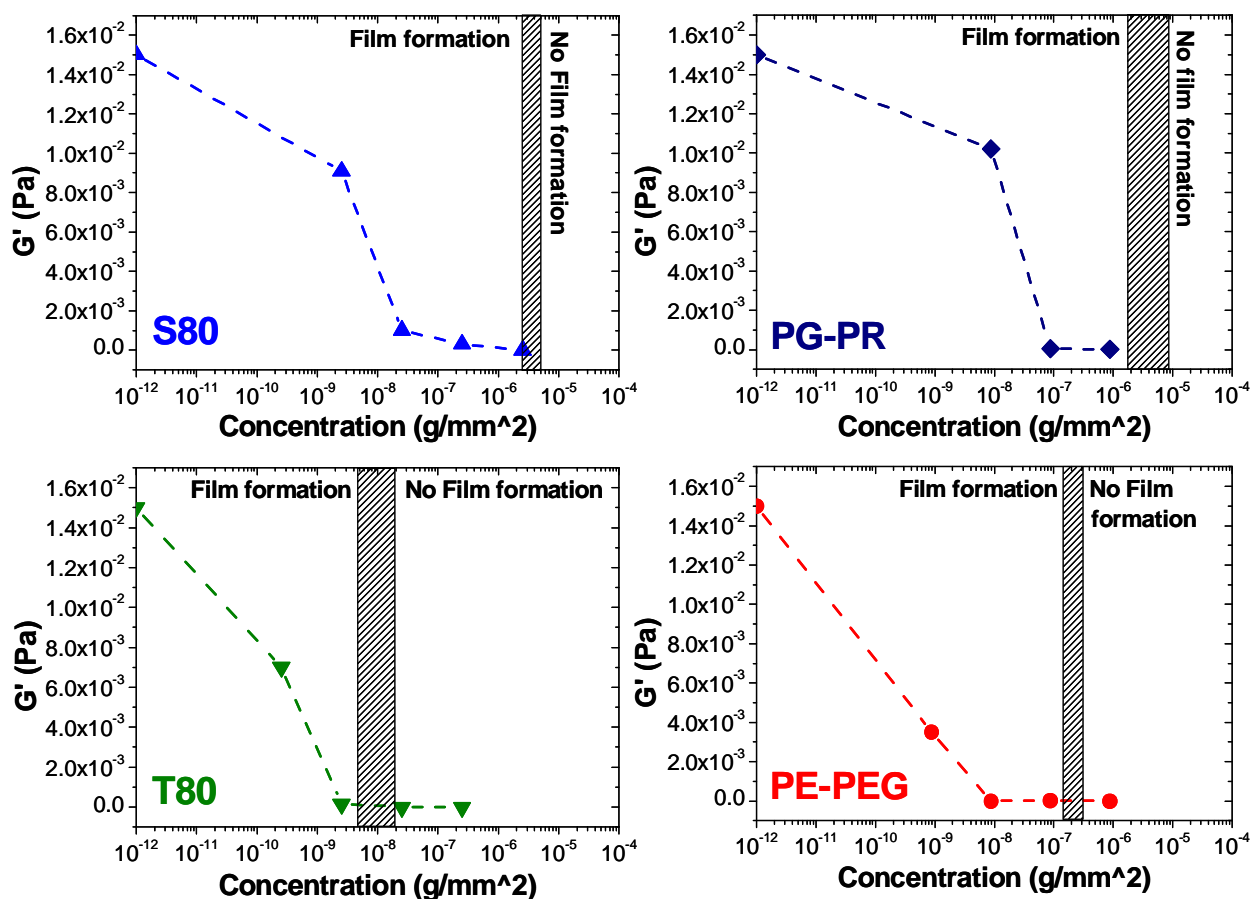 Film formation
No Film formation
1.6x10-2
1.4x10-2
1.2x10-2
1.0x10-2
8.0x10-3
6.0x10-3
4.0x10-3
2.0x10-3
0.0
G' (Pa)
S80
10-12 10-11 10-10 10-9 10-8 10-7 10-6 10-5 10-4
Concentration (g/mm^2)
Film formation
No film formation
1.6x10-2
1.4x10-2
1.2x10-2
1.0x10-2
8.0x10-3
6.0x10-3
4.0x10-3
2.0x10-3
0.0
G' (Pa)
PG-PR
10-12 10-11 10-10 10-9 10-8 10-7 10-6 10-5 10-4
Concentration (g/mm^2)
Film formation
No Film formation
1.6x10-2
1.4x10-2
1.2x10-2
1.0x10-2
8.0x10-3
6.0x10-3
4.0x10-3
2.0x10-3
0.0
G' (Pa)
T80
10-12 10-11 10-10 10-9 10-8 10-7 10-6 10-5 10-4
Concentration (g/mm^2)
Film formation
No Film
formation
1.6x10-2
1.4x10-2
1.2x10-2
1.0x10-2
8.0x10-3
6.0x10-3
4.0x10-3
2.0x10-3
0.0
G' (Pa)
PE-PEG
10-12 10-11 10-10 10-9 10-8 10-7 10-6 10-5 10-4
Concentration (g/mm^2)